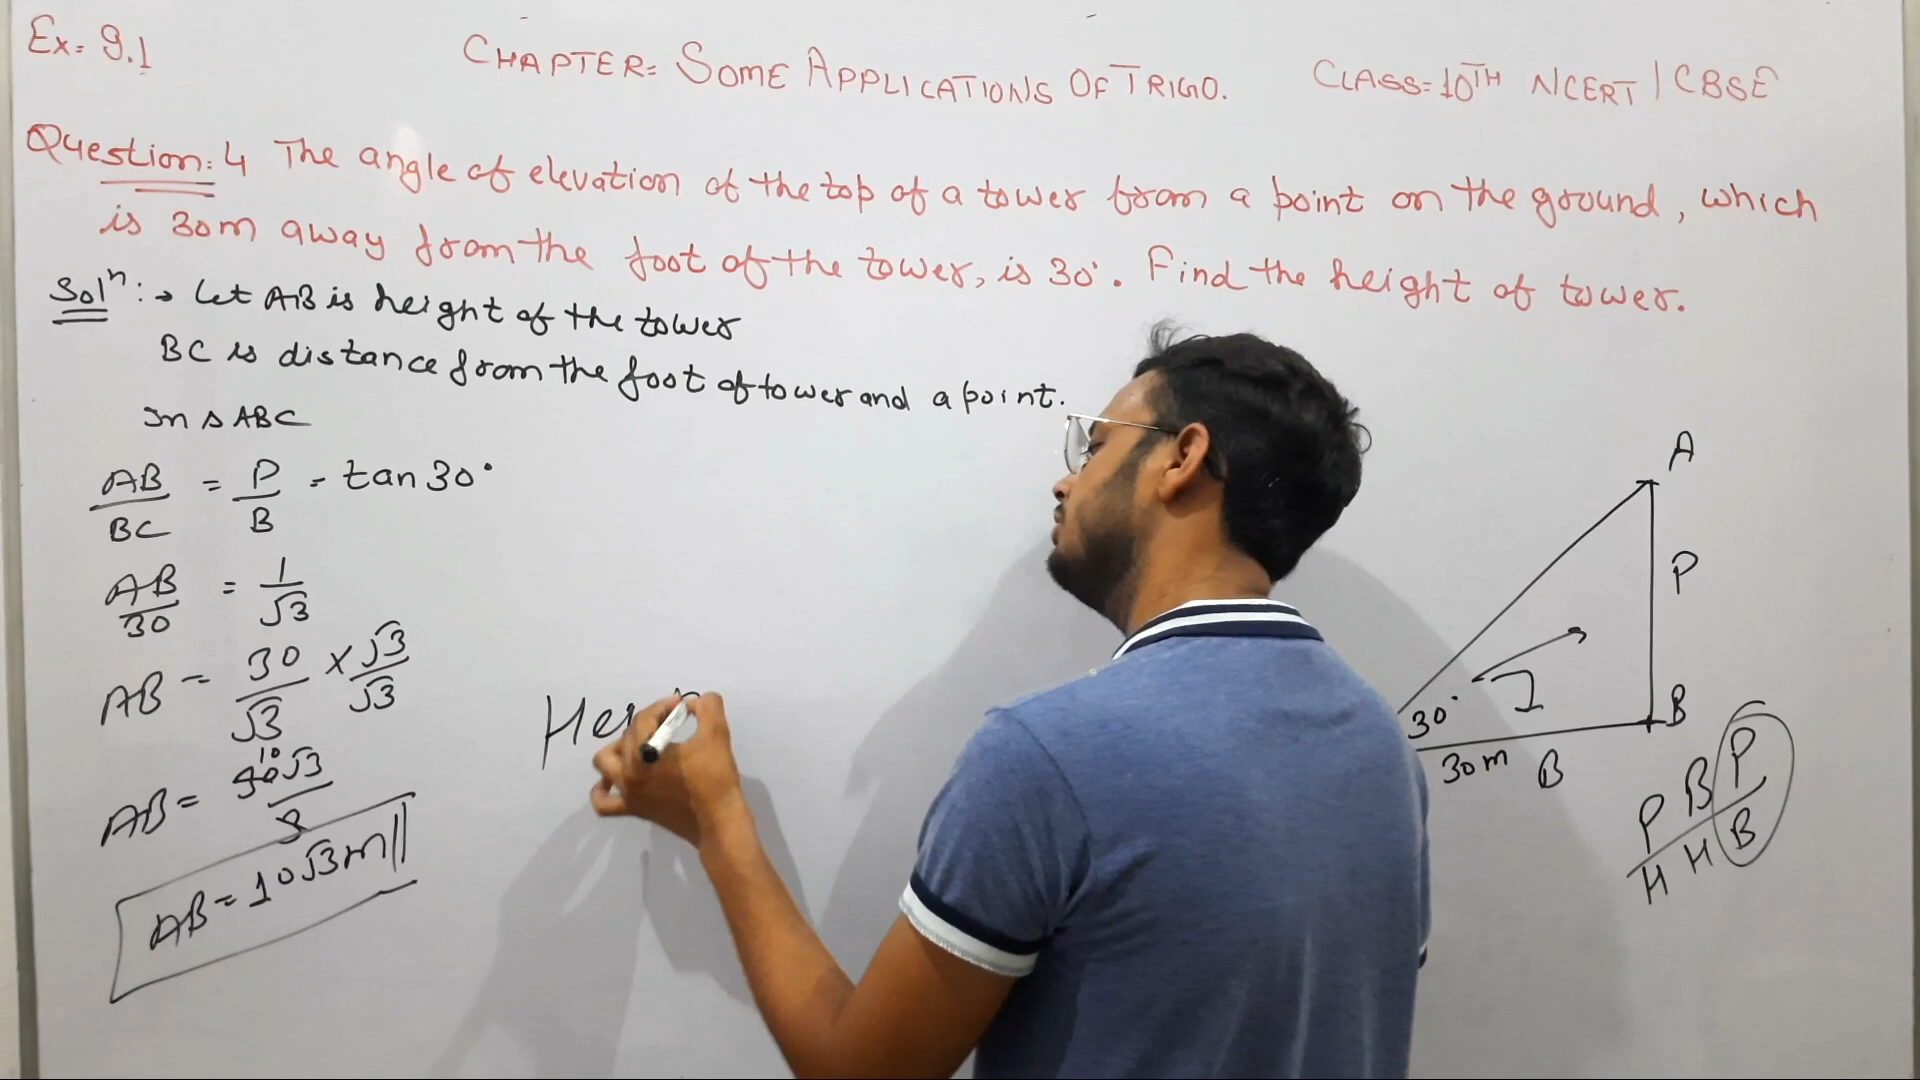 Ex= 9.1
CHAPTER= SOME APPLICATIONS OF TRIGO.
CLASS=10TH NCERT | CBSE
Question:4 The angle of elevation of the top of a tower from a point on the ground, which
is 30m away from the foot of the tower, is 30°. Find the height of tower.
Solⁿ:→ Let AB is height of the tower
BC is distance from the foot of tower and a point.
In △ ABC
AB/BC = P/B = tan 30°
AB/30 = 1/√3
AB = 30/√3 × √3/√3
AB = 30√3/3
10
AB = 10√3 m
A
P
B
30°
30m
B
P B P
H H B